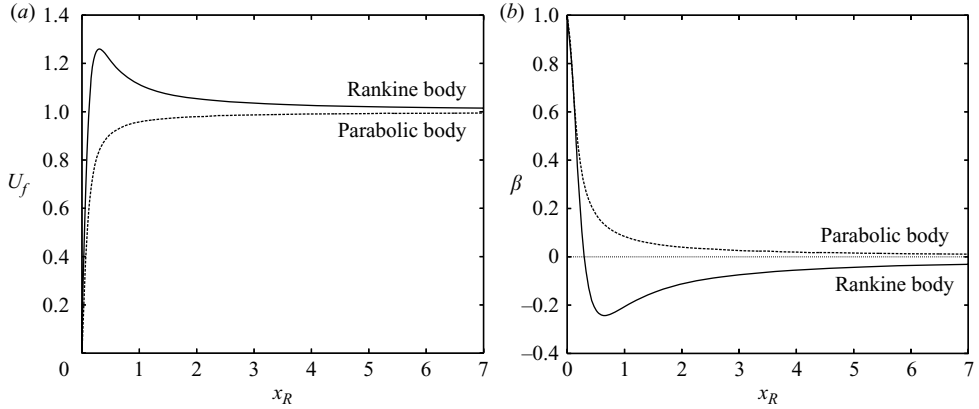 (a)
1.4
1.2
1.0
0.8
0.6
0.4
0.2
0
U_f
Rankine body
Parabolic body
1 2 3 4 5 6 7
x_R
(b)
1.0
0.8
0.6
0.4
0.2
0
–0.2
–0.4
β
Parabolic body
Rankine body
0 1 2 3 4 5 6 7
x_R